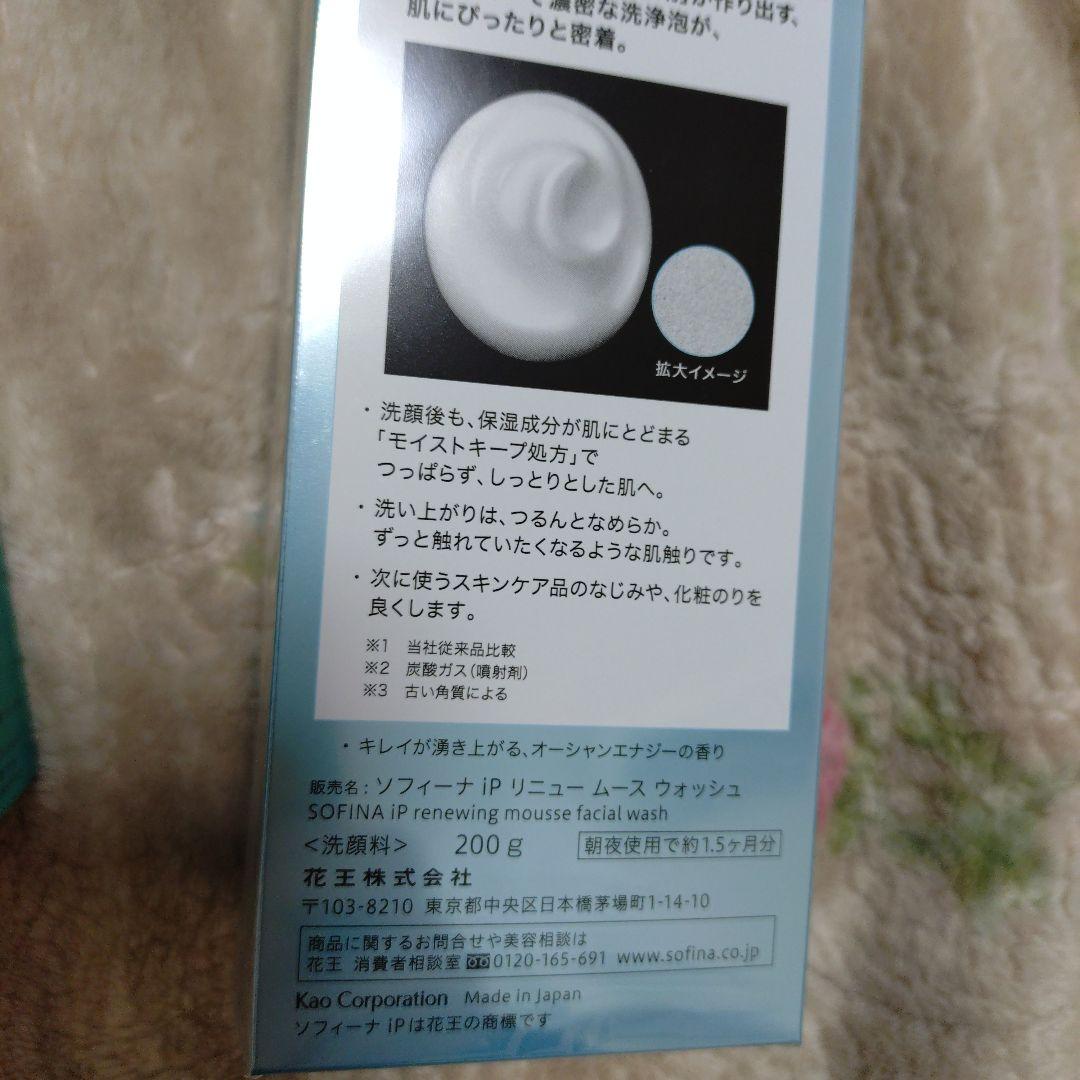 が作り出す、
濃密な洗浄泡が、
肌にぴったりと密着。
拡大イメージ
・洗顔後も、保湿成分が肌にとどまる
「モイストキープ処方」で
つっぱらず、しっとりとした肌へ。
・洗い上がりは、つるんとなめらか。
ずっと触れていたくなるような肌触りです。
・次に使うスキンケア品のなじみや、化粧のりを
良くします。
※1 当社従来品比較
※2 炭酸ガス(噴射剤)
※3 古い角質による
・キレイが湧き上がる、オーシャンエナジーの香り
販売名:ソフィーナ iP リニュー ムース ウォッシュ
SOFINA iP renewing mousse facial wash
<洗顔料> 200g 朝夜使用で約1.5ヶ月分
花王株式会社
〒103-8210 東京都中央区日本橋茅場町1-14-10
商品に関するお問合せや美容相談は
花王 消費者相談室 0120-165-691 www.sofina.co.jp
Kao Corporation Made in Japan
ソフィーナ iPは花王の商標です